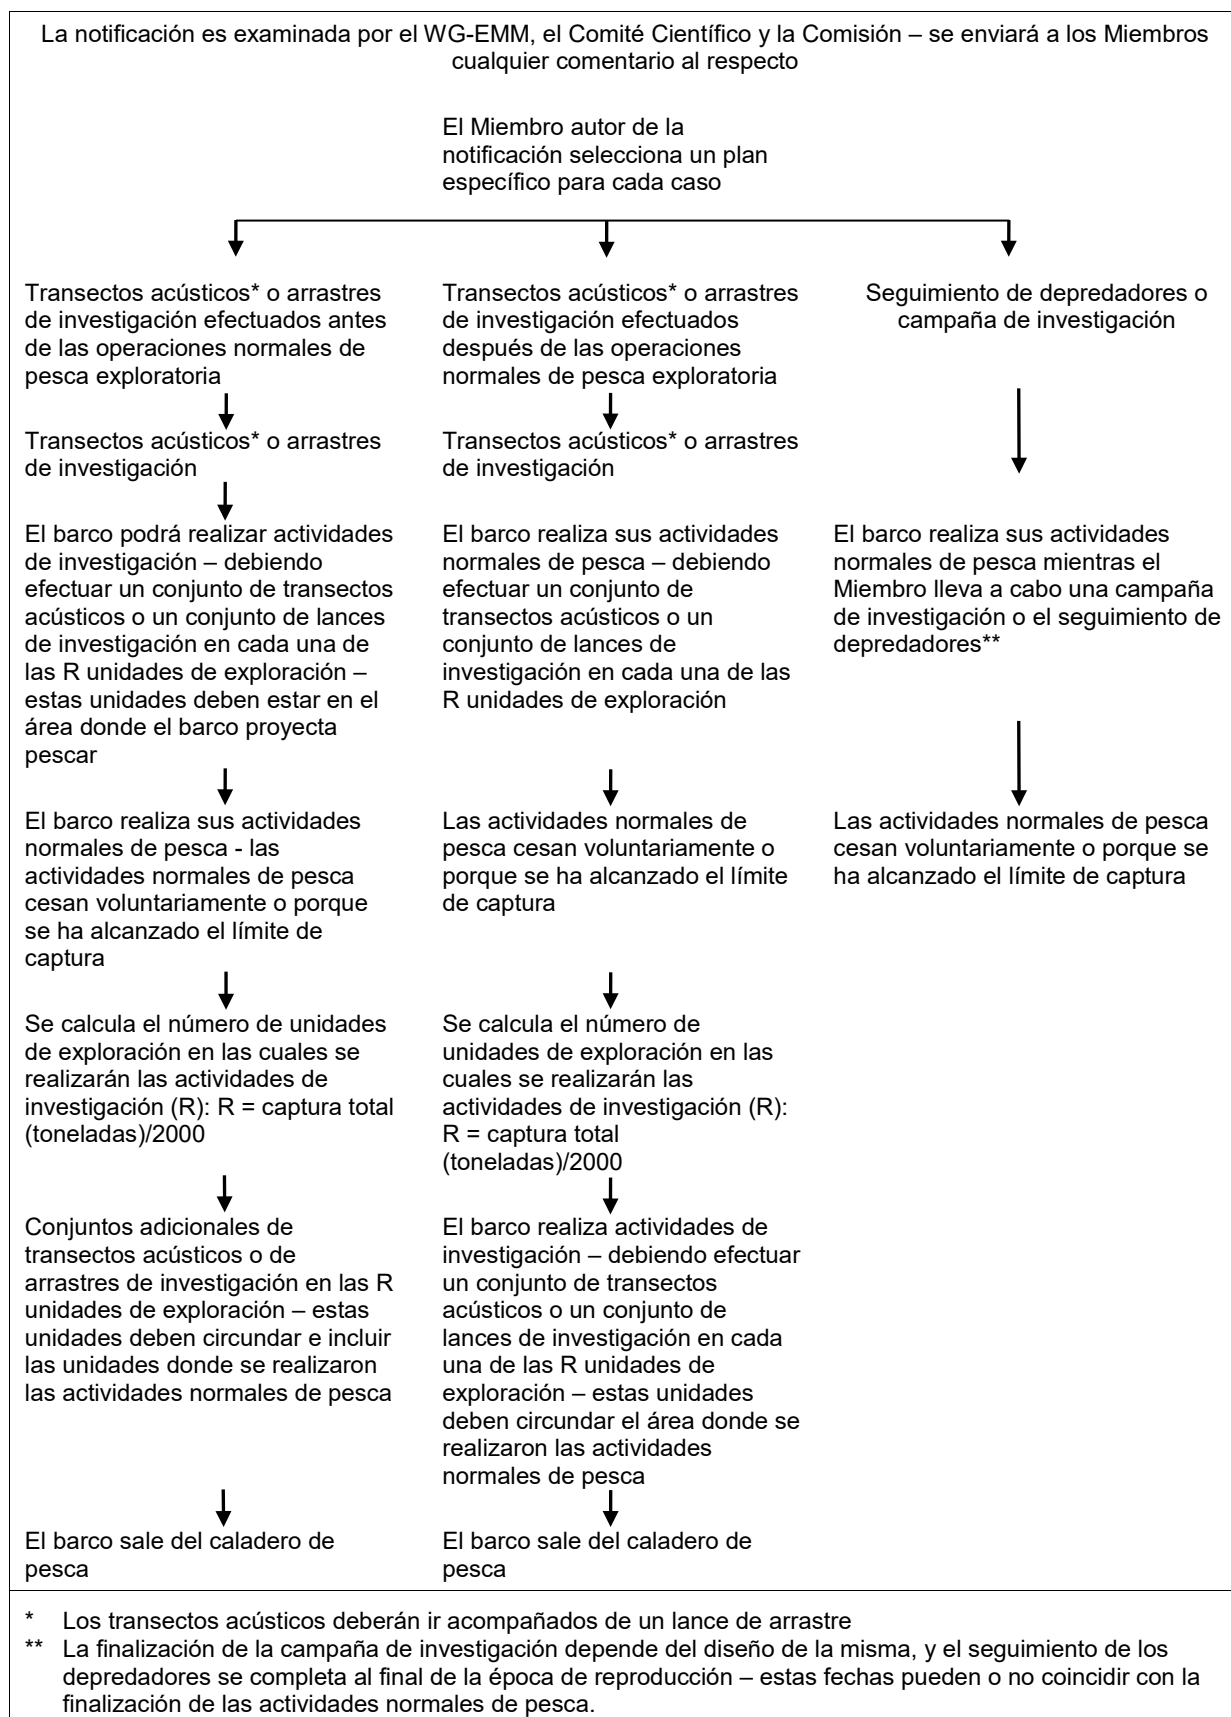 La notificación es examinada por el WG-EMM, el Comité Científico y la Comisión – se enviará a los Miembros
cualquier comentario al respecto
El Miembro autor de la
notificación selecciona un plan
específico para cada caso
Transectos acústicos* o arrastres
de investigación efectuados antes
de las operaciones normales de
pesca exploratoria
Transectos acústicos* o arrastres
de investigación
El barco podrá realizar actividades
de investigación – debiendo
efectuar un conjunto de transectos
acústicos o un conjunto de lances
de investigación en cada una de
las R unidades de exploración –
estas unidades deben estar en el
área donde el barco proyecta
pescar
El barco realiza sus actividades
normales de pesca - las
actividades normales de pesca
cesan voluntariamente o porque
se ha alcanzado el límite de
captura
Se calcula el número de unidades
de exploración en las cuales se
realizarán las actividades de
investigación (R): R = captura total
(toneladas)/2000
Conjuntos adicionales de
transectos acústicos o de
arrastres de investigación en las R
unidades de exploración – estas
unidades deben circundar e incluir
las unidades donde se realizaron
las actividades normales de pesca
El barco sale del caladero de
pesca
Transectos acústicos* o arrastres
de investigación efectuados
después de las operaciones
normales de pesca exploratoria
Transectos acústicos* o arrastres
de investigación
El barco realiza sus actividades
normales de pesca – debiendo
efectuar un conjunto de
transectos acústicos o un
conjunto de lances de
investigación en cada una de las
R unidades de exploración
Las actividades normales de
pesca cesan voluntariamente o
porque se ha alcanzado el límite
de captura
Se calcula el número de
unidades de exploración en las
cuales se realizarán las
actividades de investigación (R):
R = captura total
(toneladas)/2000
El barco realiza actividades de
investigación – debiendo efectuar
un conjunto de transectos
acústicos o un conjunto de
lances de investigación en cada
una de las R unidades de
exploración – estas unidades
deben circundar el área donde se
realizaron las actividades
normales de pesca
El barco sale del caladero de
pesca
Seguimiento de depredadores o
campaña de investigación
El barco realiza sus actividades
normales de pesca mientras el
Miembro lleva a cabo una campaña
de investigación o el seguimiento de
depredadores**
Las actividades normales de pesca
cesan voluntariamente o porque se
ha alcanzado el límite de captura
* Los transectos acústicos deberán ir acompañados de un lance de arrastre
** La finalización de la campaña de investigación depende del diseño de la misma, y el seguimiento de los
depredadores se completa al final de la época de reproducción – estas fechas pueden o no coincidir con la
finalización de las actividades normales de pesca.